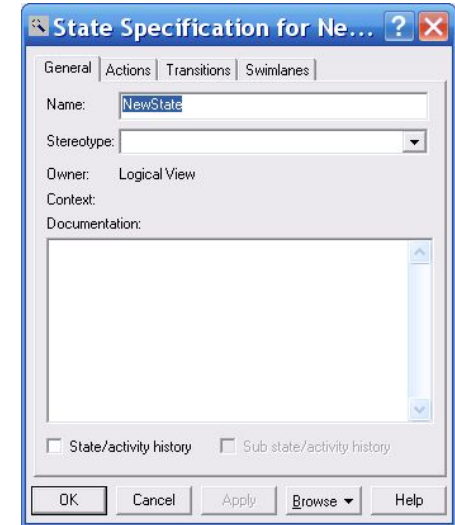 State Specification for Ne... ?
General Actions Transitions Swimlanes
Name: NewState
Stereotype:
Owner: Logical View
Context:
Documentation:
State/activity history Sub state/activity history
OK Cancel Apply Browse Help